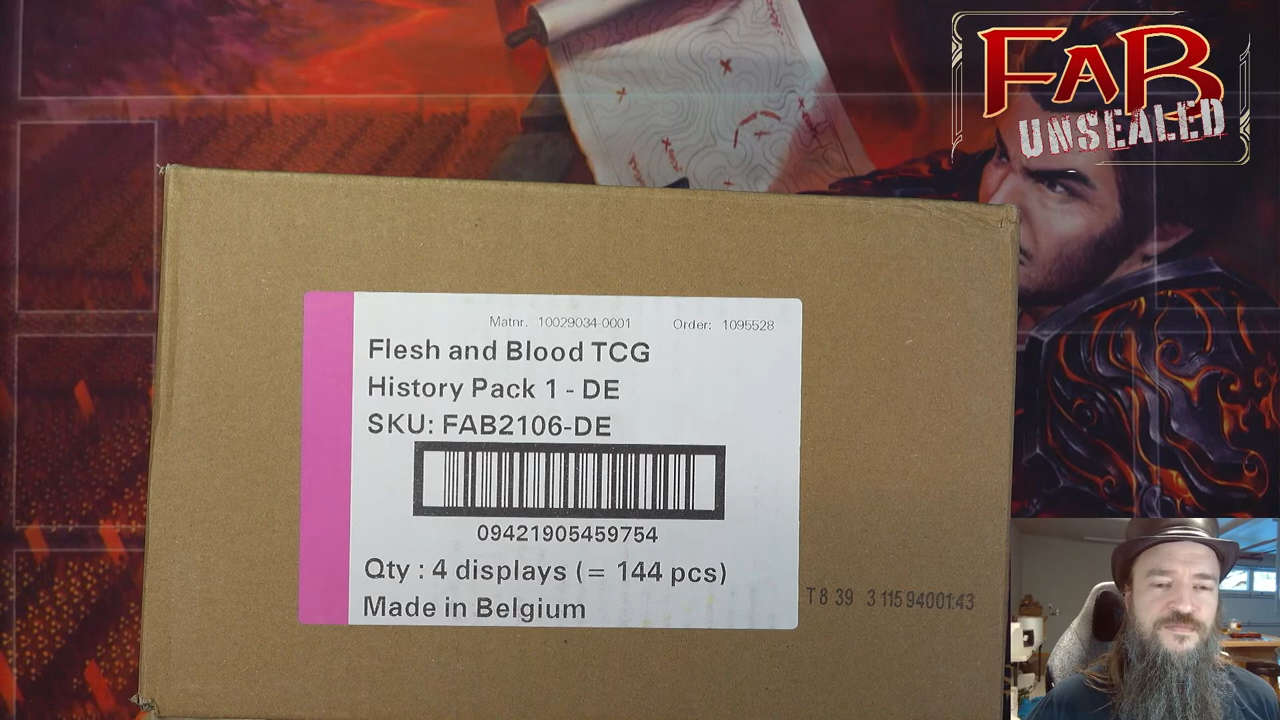 FAB
UNSEALED
Matnr. 10029034-0001 Order: 1095528
Flesh and Blood TCG
History Pack 1 - DE
SKU: FAB2106-DE
09421905459754
Qty : 4 displays (= 144 pcs)
Made in Belgium
T 8 39 3 115 94001:43